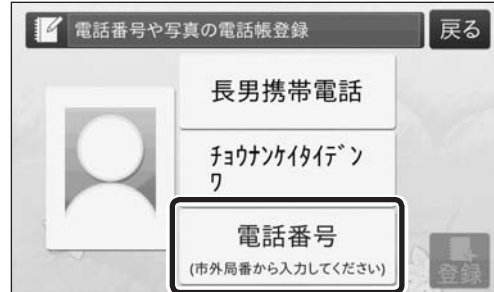 電話番号や写真の電話帳登録
戻る
長男携帯電話
ﾁｮｳﾅﾝｹｲﾀｲﾃﾞﾝ
ﾜ
電話番号
(市外局番から入力してください)
登録